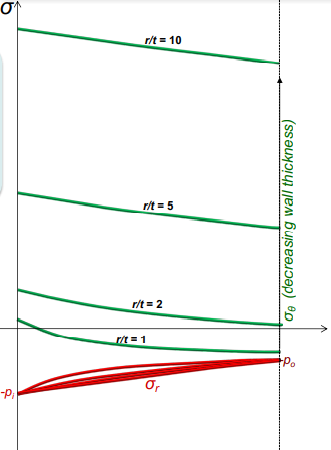 σ
r/t = 10
r/t = 5
r/t = 2
r/t = 1
σθ (decreasing wall thickness)
-pₒ
-pᵢ
σᵣ